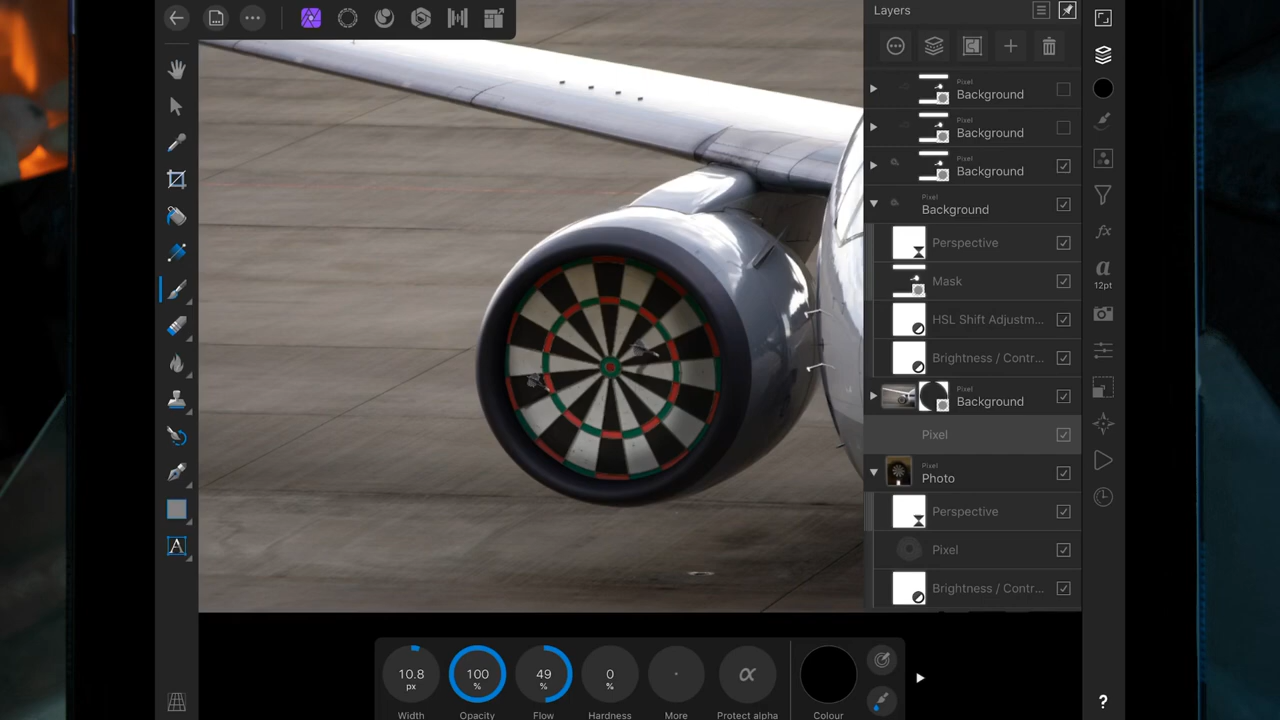 Layers
Pixel
Background
Pixel
Background
Pixel
Background
Pixel
Background
Perspective
Mask
HSL Shift Adjustm...
Brightness / Contr...
Pixel
Background
Pixel
Pixel
Photo
Perspective
Pixel
Brightness / Contr...
fx
a
12pt
A
10.8
px
100
%
49
%
0
%
α
Width
Opacity
Flow
Hardness
More
Protect alpha
Colour
?